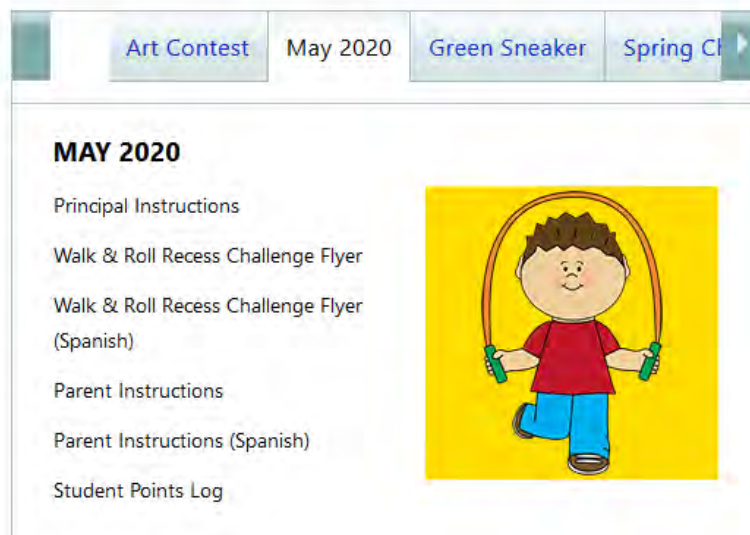 Art Contest
May 2020
Green Sneaker
Spring
MAY 2020
Principal Instructions
Walk & Roll Recess Challenge Flyer
Walk & Roll Recess Challenge Flyer
(Spanish)
Parent Instructions
Parent Instructions (Spanish)
Student Points Log